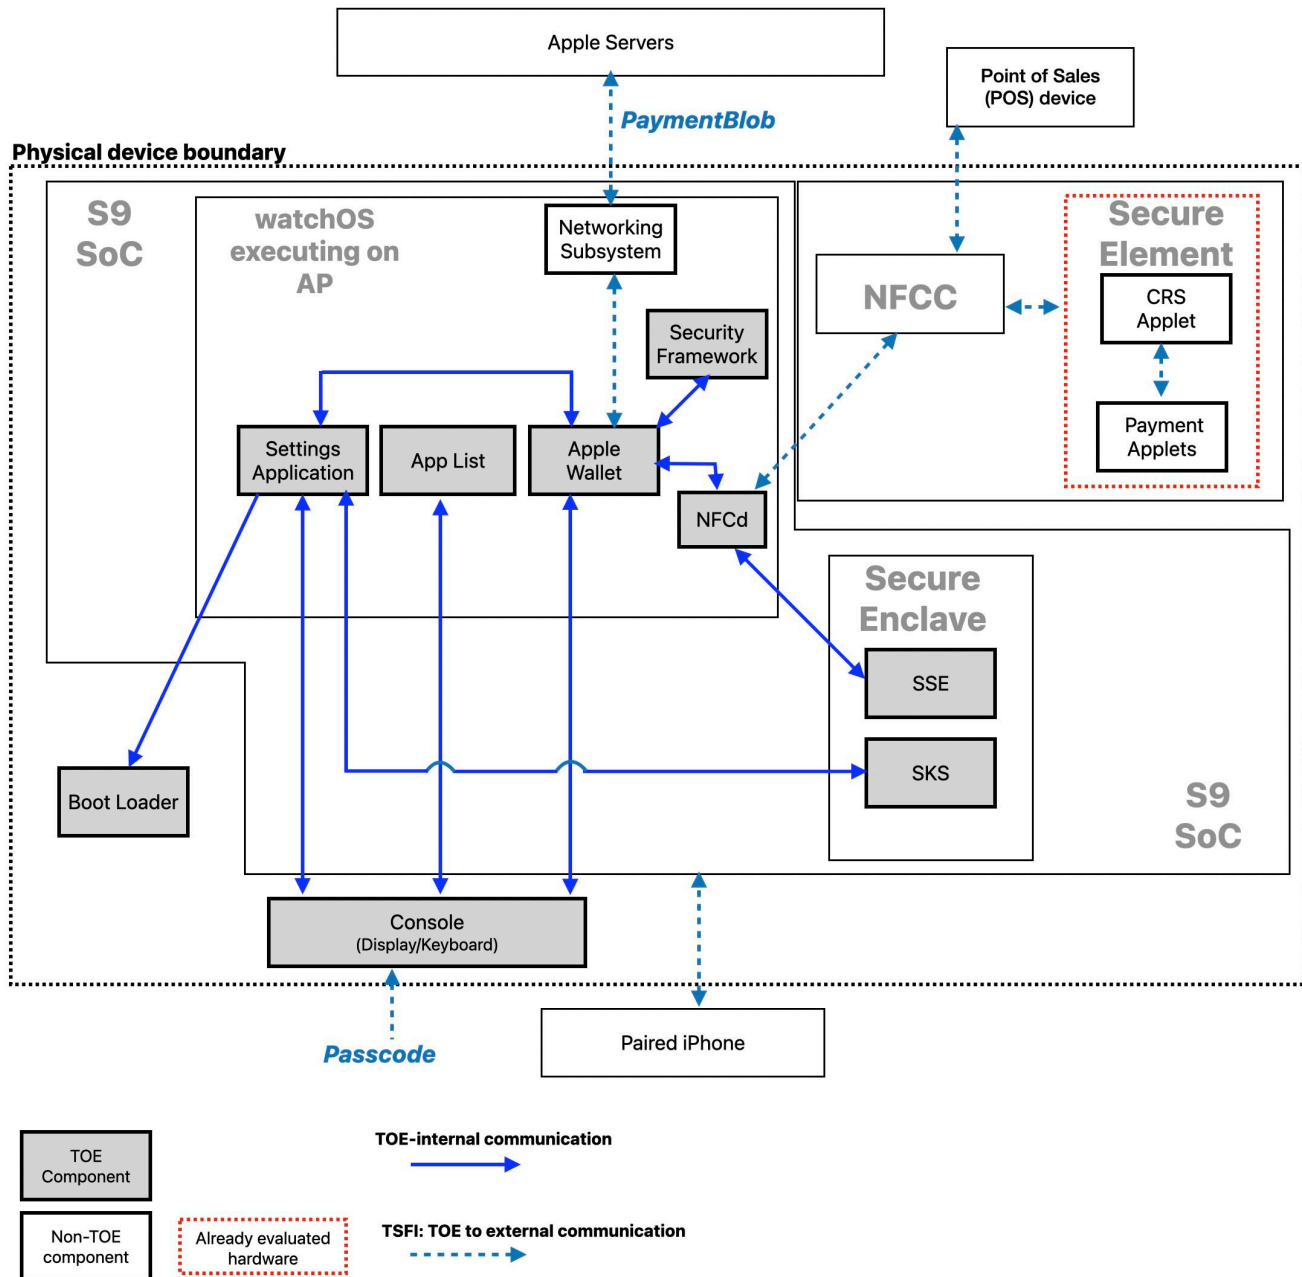 Apple Servers
Point of Sales
(POS) device
PaymentBlob
Physical device boundary
S9
SoC
watchOS
executing on
AP
Networking
Subsystem
Secure
Element
NFCC
CRS
Applet
Security
Framework
Payment
Applets
Settings
Application
App List
Apple
Wallet
NFCd
Secure
Enclave
SSE
SKS
Boot Loader
S9
SoC
Console
(Display/Keyboard)
Passcode
Paired iPhone
TOE
Component
TOE-internal communication
Non-TOE
component
Already evaluated
hardware
TSFI: TOE to external communication